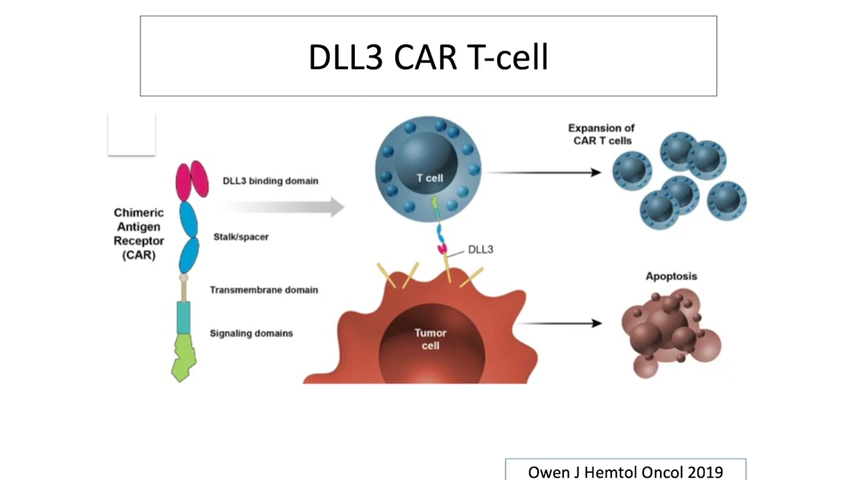 DLL3 CAR T-cell
Chimeric
Antigen
Receptor
(CAR)
DLL3 binding domain
Stalk/spacer
Transmembrane domain
Signaling domains
T cell
DLL3
Tumor
cell
Expansion of
CAR T cells
Apoptosis
Owen J Hemtol Oncol 2019